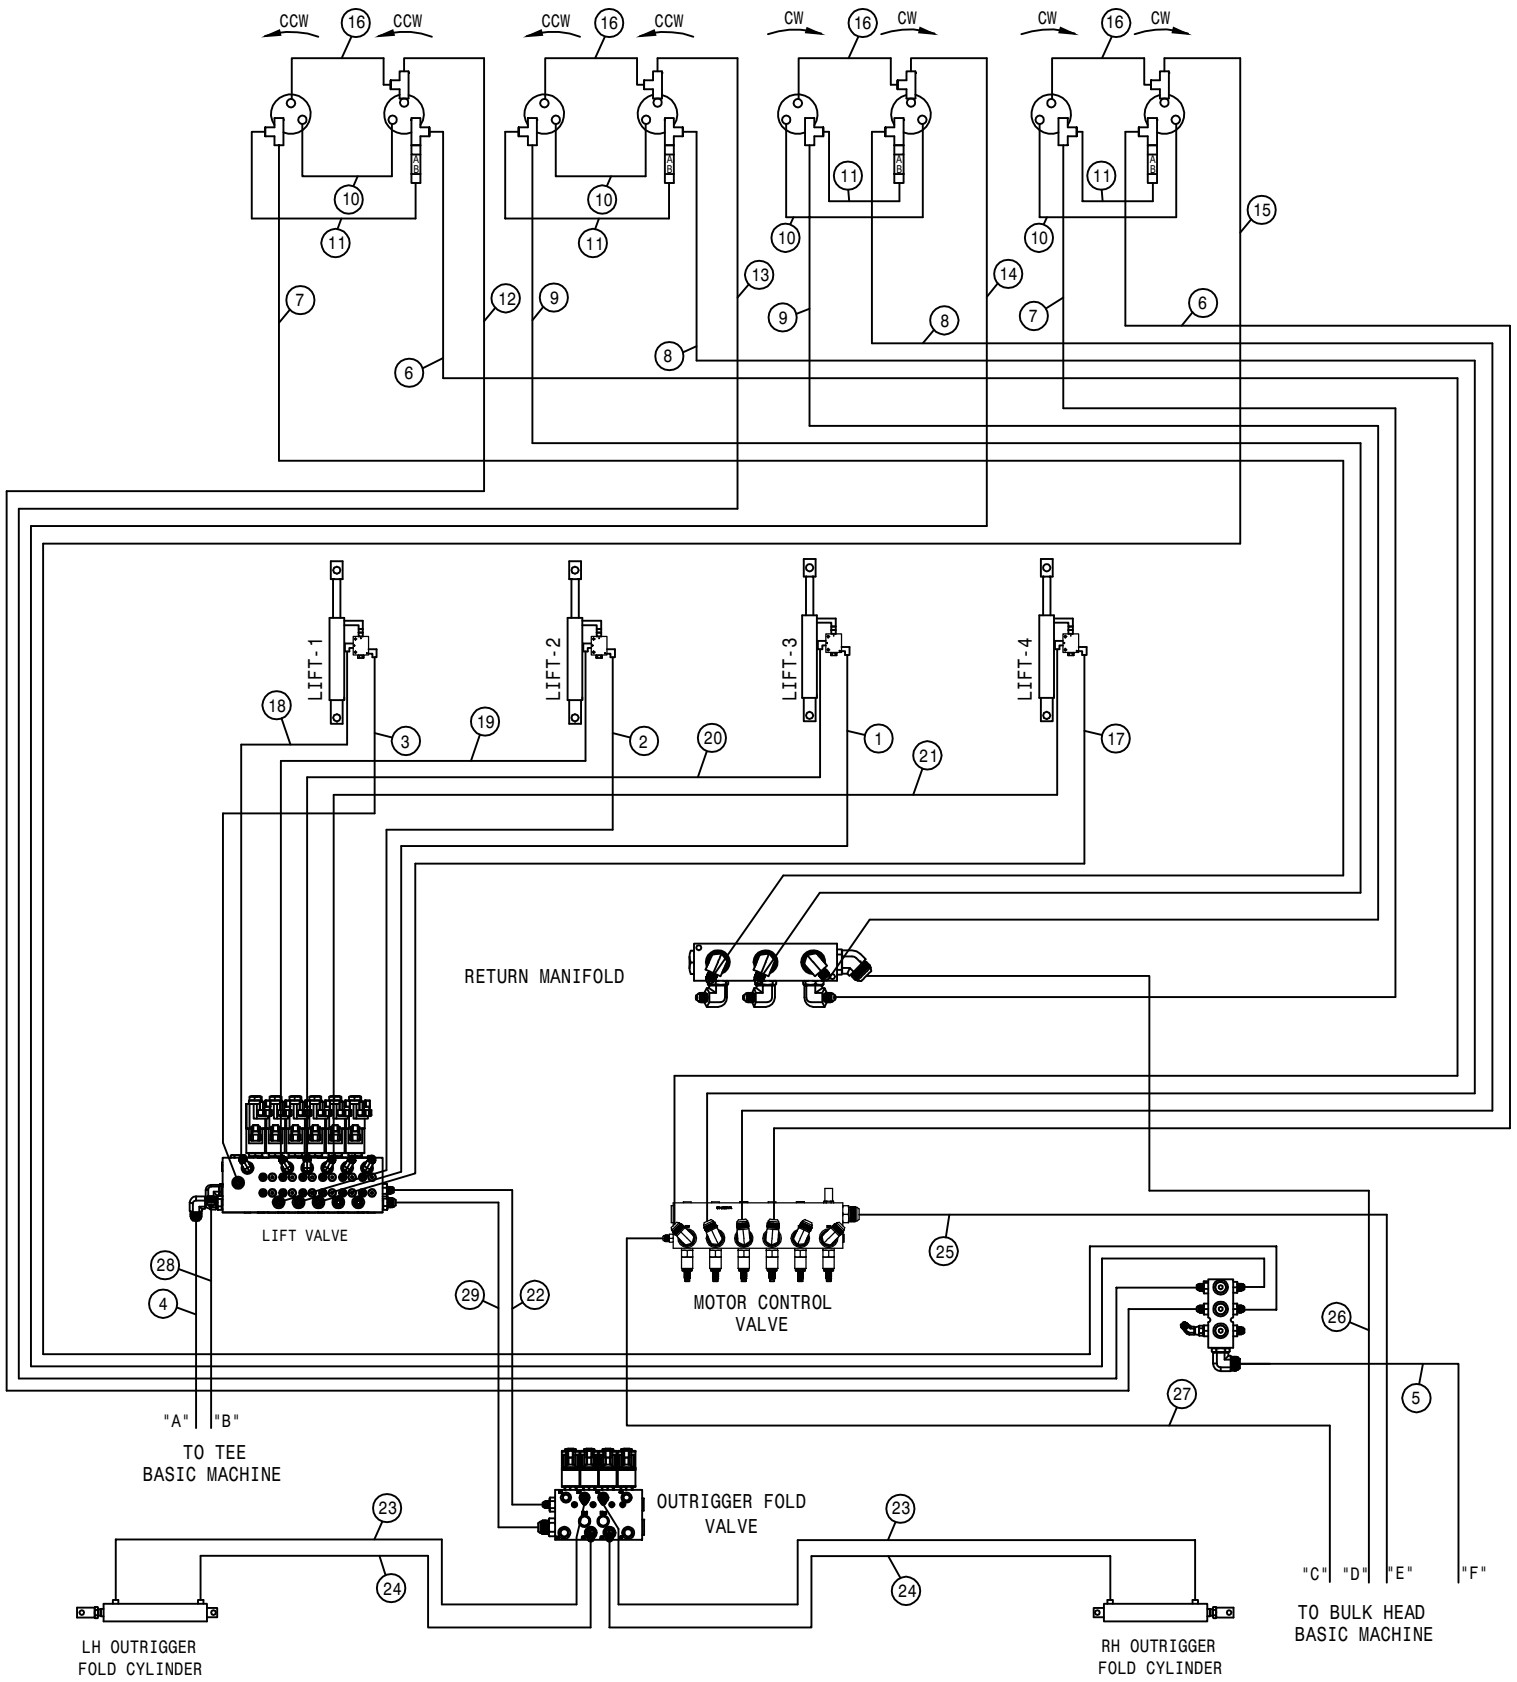 CCW 16 CCW CCW 16 CCW CW 16 CW CW 16 CW
A
B
A
B
A
B
A
B
10 11 10 11 10 11 10 11 15
7 12 9 13 9 14 7 6
6 8 8
LIFT-1
LIFT-2
LIFT-3
LIFT-4
18 3 19 2 20 1 21 17
RETURN MANIFOLD
LIFT VALVE
28
4
29 22
MOTOR CONTROL
VALVE
25
26
5
27
"A" "B"
TO TEE
BASIC MACHINE
OUTRIGGER FOLD
VALVE
23 23
24 24
"C" "D" "E" "F"
TO BULK HEAD
BASIC MACHINE
LH OUTRIGGER
FOLD CYLINDER
RH OUTRIGGER
FOLD CYLINDER